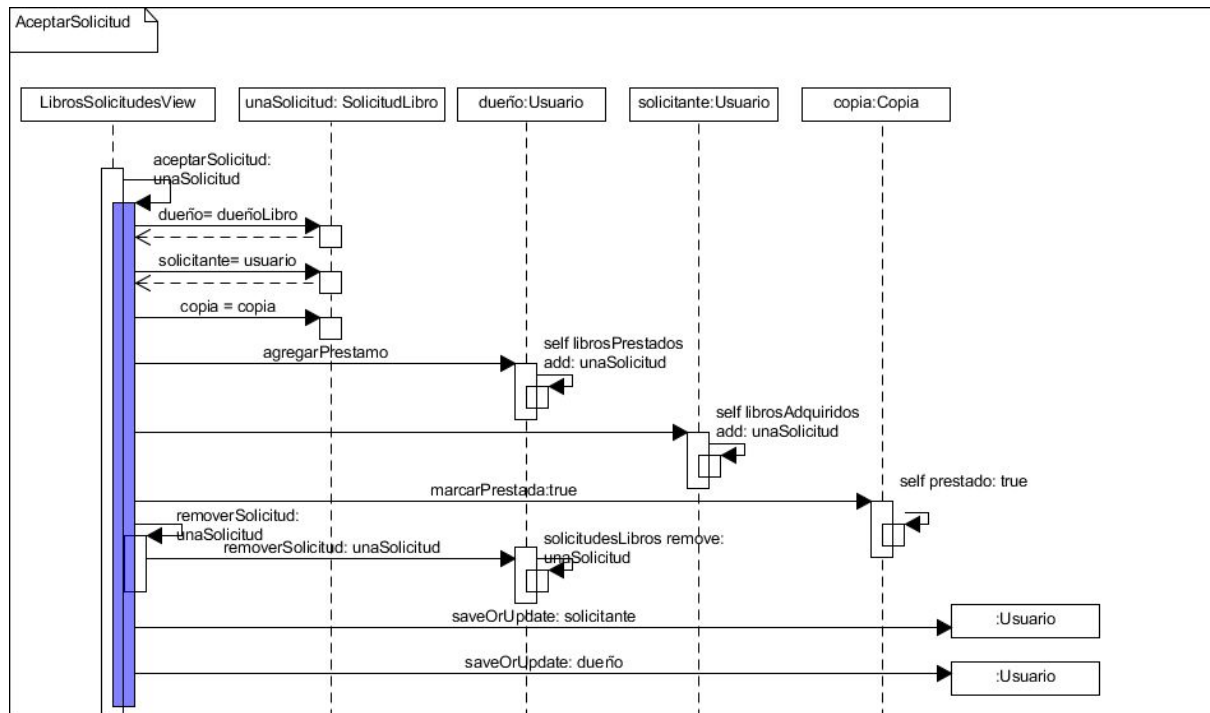 AceptarSolicitud
LibrosSolicitudesView
unaSolicitud: SolicitudLibro
dueño:Usuario
solicitante:Usuario
copia:Copia
aceptarSolicitud:
unaSolicitud
dueño= dueñoLibro
solicitante= usuario
copia = copia
agregarPrestamo
self librosPrestados
add: unaSolicitud
self librosAdquiridos
add: unaSolicitud
marcarPrestada:true
self prestado: true
removerSolicitud:
unaSolicitud
removerSolicitud: unaSolicitud
solicitudesLibros remove:
unaSolicitud
saveOrUpdate: solicitante
:Usuario
saveOrUpdate: dueño
:Usuario